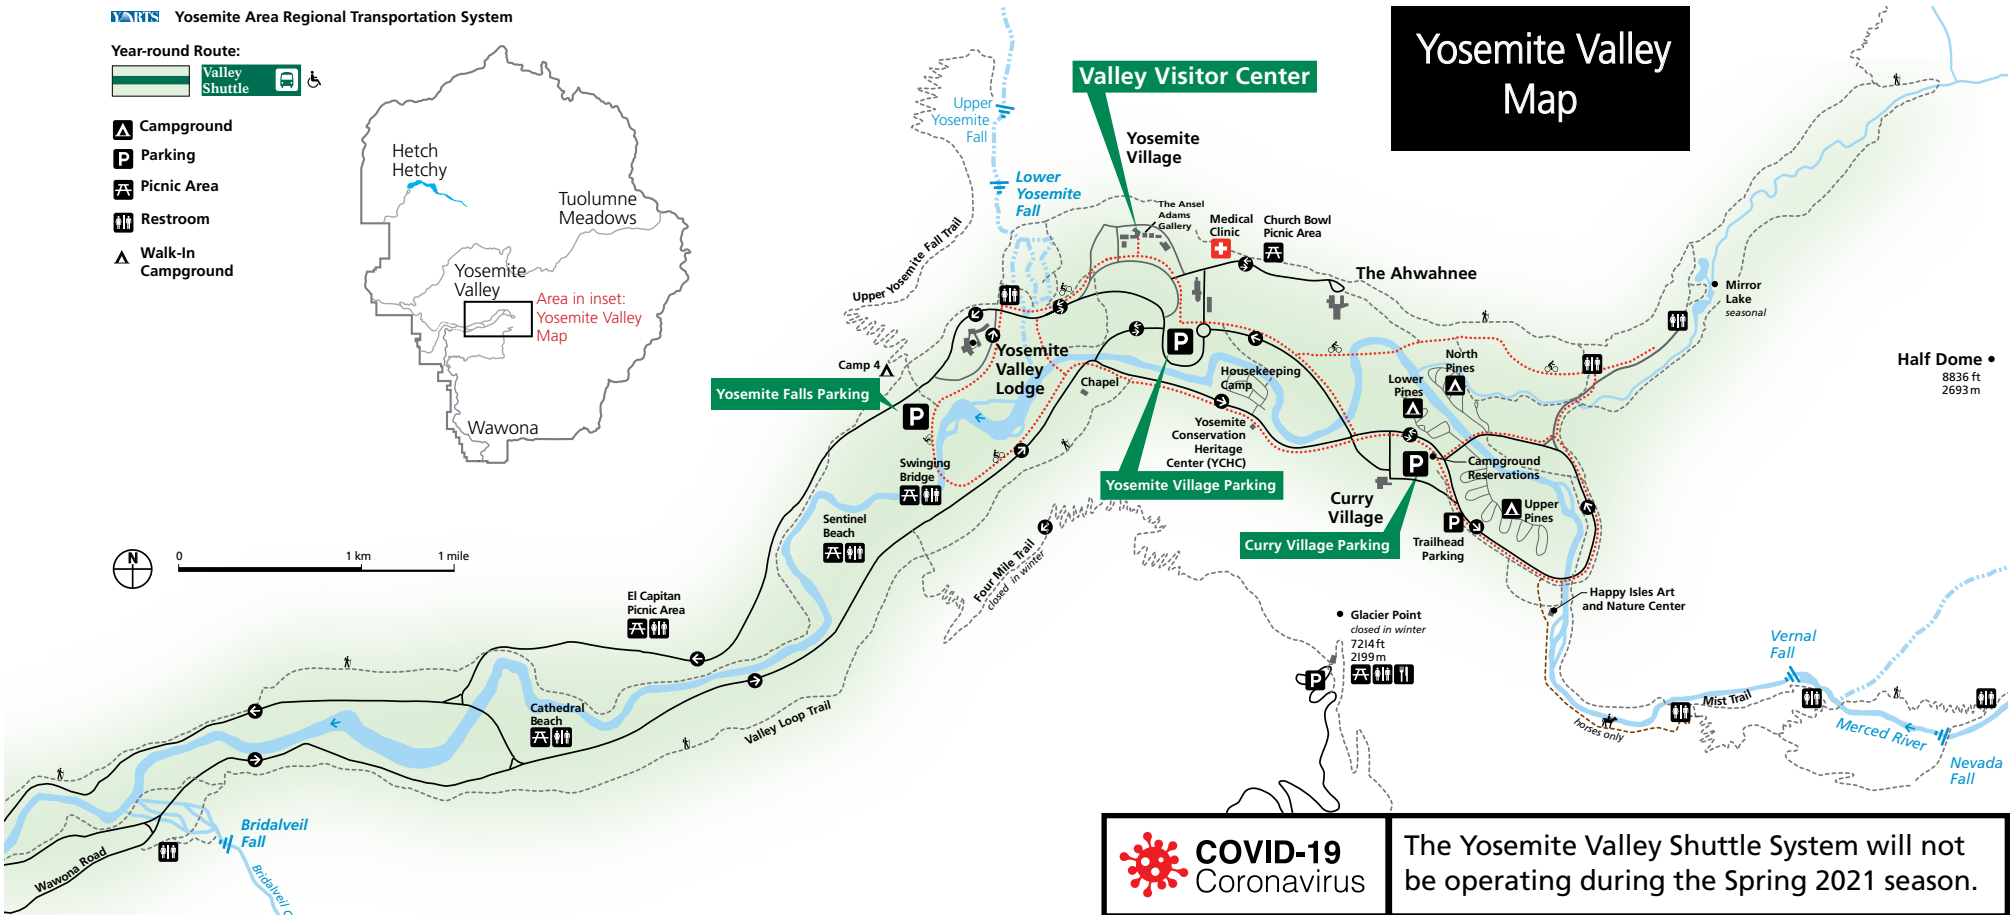 YARTS Yosemite Area Regional Transportation System
Year-round Route:
Valley
Shuttle
Campground
P Parking
Picnic Area
Restroom
Walk-In
Campground
Hetch
Hetchy
Tuolumne
Meadows
Yosemite
Valley
Area in inset:
Yosemite Valley
Map
Wawona
N
0
1 km
1 mile
Yosemite Valley
Map
Valley Visitor Center
Upper
Yosemite
Fall
Yosemite
Village
Lower
Yosemite
Fall
The Ansel
Adams
Gallery
Medical
Clinic
Church Bowl
Picnic Area
The Ahwahnee
Upper Yosemite Fall Trail
Mirror
Lake
seasonal
Half Dome
8836 ft
2693 m
Camp 4
Yosemite
Valley
Lodge
P
Yosemite Falls Parking
P
Chapel
Housekeeping
Camp
North
Pines
Lower
Pines
Yosemite
Conservation
Heritage
Center (YCHC)
Yosemite Village Parking
Swinging
Bridge
Sentinel
Beach
P
Campground
Reservations
Curry
Village
Upper
Pines
P
Trailhead
Parking
Curry Village Parking
Four Mile Trail
closed in winter
El Capitan
Picnic Area
Happy Isles Art
and Nature Center
Glacier Point
closed in winter
7214 ft
2199 m
P
Vernal
Fall
Mist Trail
horses only
Merced River
Nevada
Fall
Cathedral
Beach
Valley Loop Trail
Bridalveil
Fall
Bridalveil C
Wawona Road
COVID-19
Coronavirus
The Yosemite Valley Shuttle System will not
be operating during the Spring 2021 season.